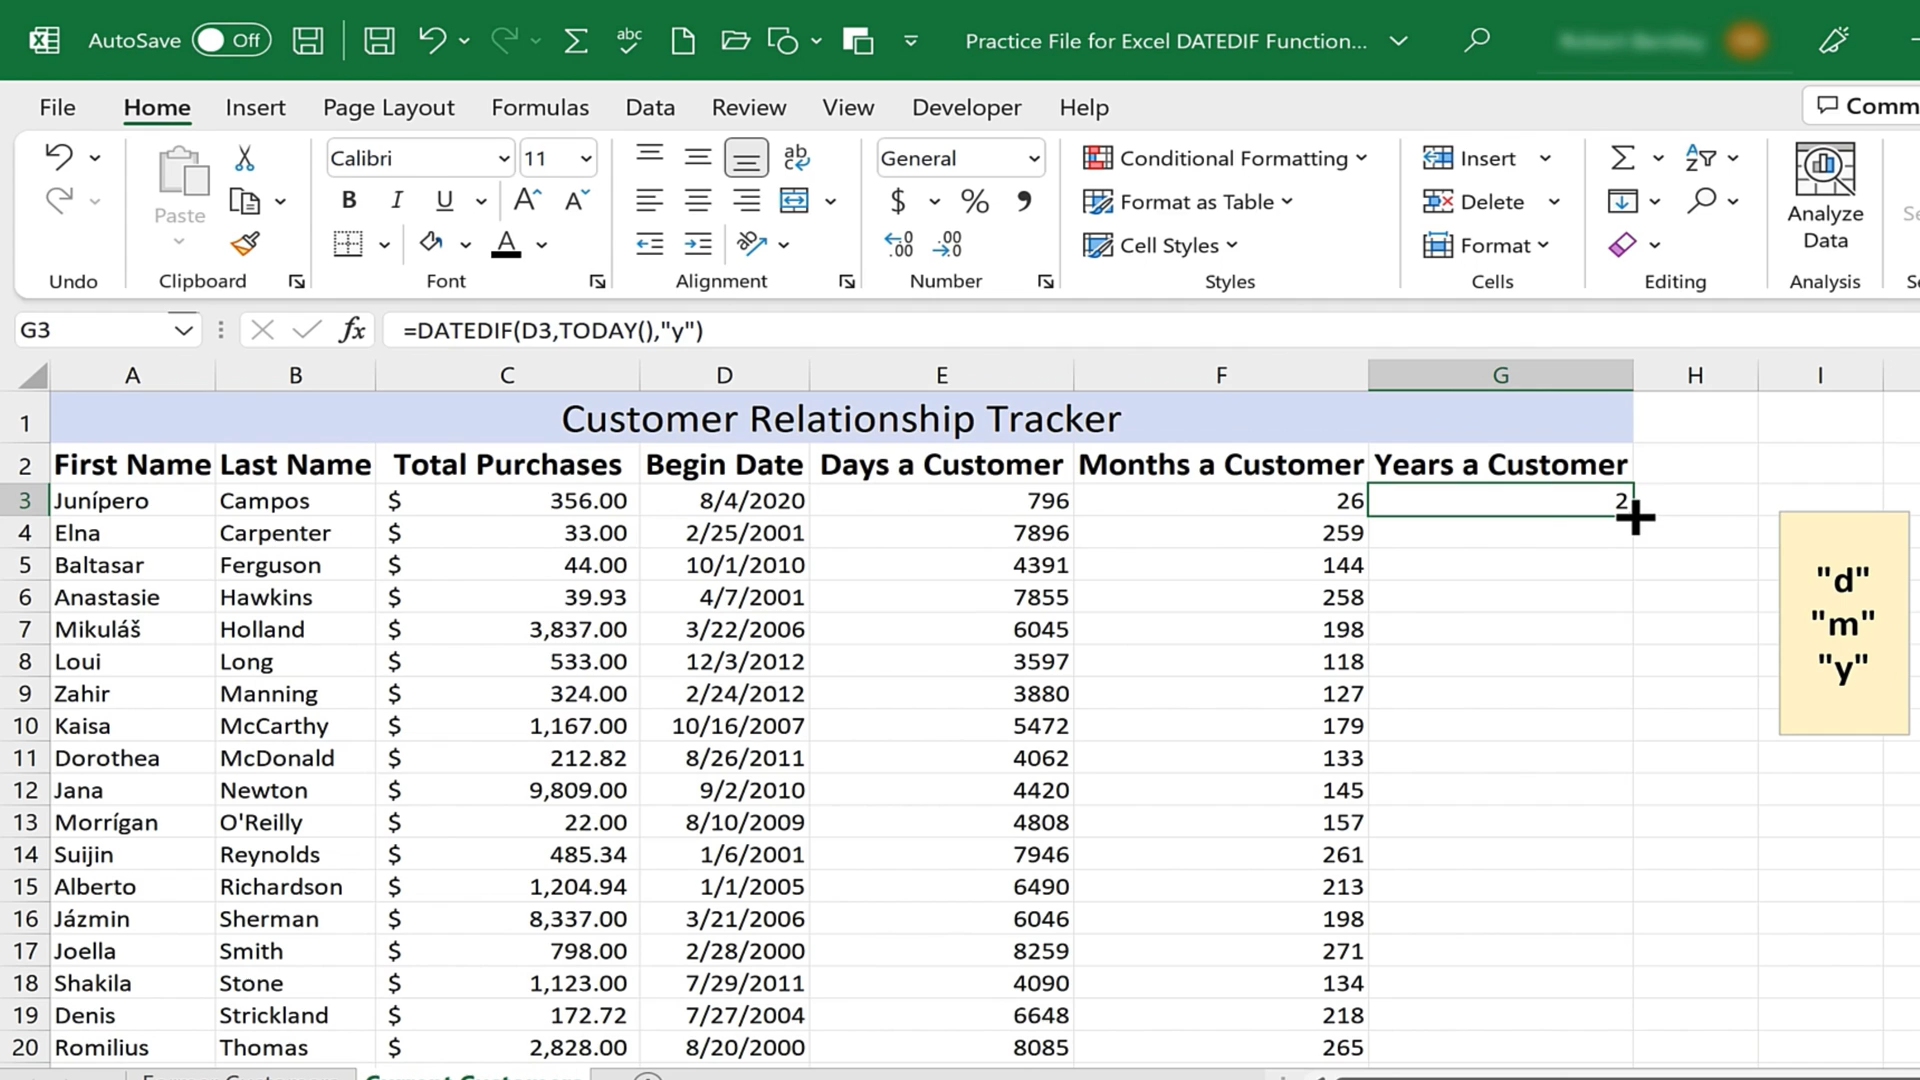 AutoSave Off abc Practice File for Excel DATEDIF Function...
File Home Insert Page Layout Formulas Data Review View Developer Help Comm
Paste Calibri 11 ab General Conditional Formatting Insert
B I U A A $ % , Format as Table Delete Analyze
A .00 .00 Cell Styles Format Data
Undo Clipboard Font Alignment Number Styles Cells Editing Analysis
G3 fx =DATEDIF(D3,TODAY(),"y")
A B C D E F G H I
1 Customer Relationship Tracker
2 First Name Last Name Total Purchases Begin Date Days a Customer Months a Customer Years a Customer
3 Junípero Campos $ 356.00 8/4/2020 796 26 2
4 Elna Carpenter $ 33.00 2/25/2001 7896 259
5 Baltasar Ferguson $ 44.00 10/1/2010 4391 144
6 Anastasie Hawkins $ 39.93 4/7/2001 7855 258
7 Mikuláš Holland $ 3,837.00 3/22/2006 6045 198
8 Loui Long $ 533.00 12/3/2012 3597 118
9 Zahir Manning $ 324.00 2/24/2012 3880 127
10 Kaisa McCarthy $ 1,167.00 10/16/2007 5472 179
11 Dorothea McDonald $ 212.82 8/26/2011 4062 133
12 Jana Newton $ 9,809.00 9/2/2010 4420 145
13 Morrígan O'Reilly $ 22.00 8/10/2009 4808 157
14 Suijin Reynolds $ 485.34 1/6/2001 7946 261
15 Alberto Richardson $ 1,204.94 1/1/2005 6490 213
16 Jázmin Sherman $ 8,337.00 3/21/2006 6046 198
17 Joella Smith $ 798.00 2/28/2000 8259 271
18 Shakila Stone $ 1,123.00 7/29/2011 4090 134
19 Denis Strickland $ 172.72 7/27/2004 6648 218
20 Romilius Thomas $ 2,828.00 8/20/2000 8085 265
"d"
"m"
"y"